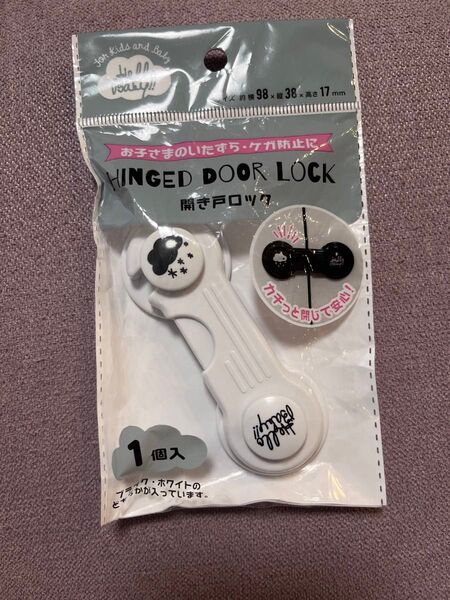 for Kids and Baby
Hello Baby!!
サイズ 約 横98×縦38×高さ17mm
お子さまのいたずら・ケガ防止に
HINGED DOOR LOCK
開き戸ロック
カチっと閉じて安心!
Hello Baby!!
1個入
ブラック・ホワイトの
どちらかが入っています。